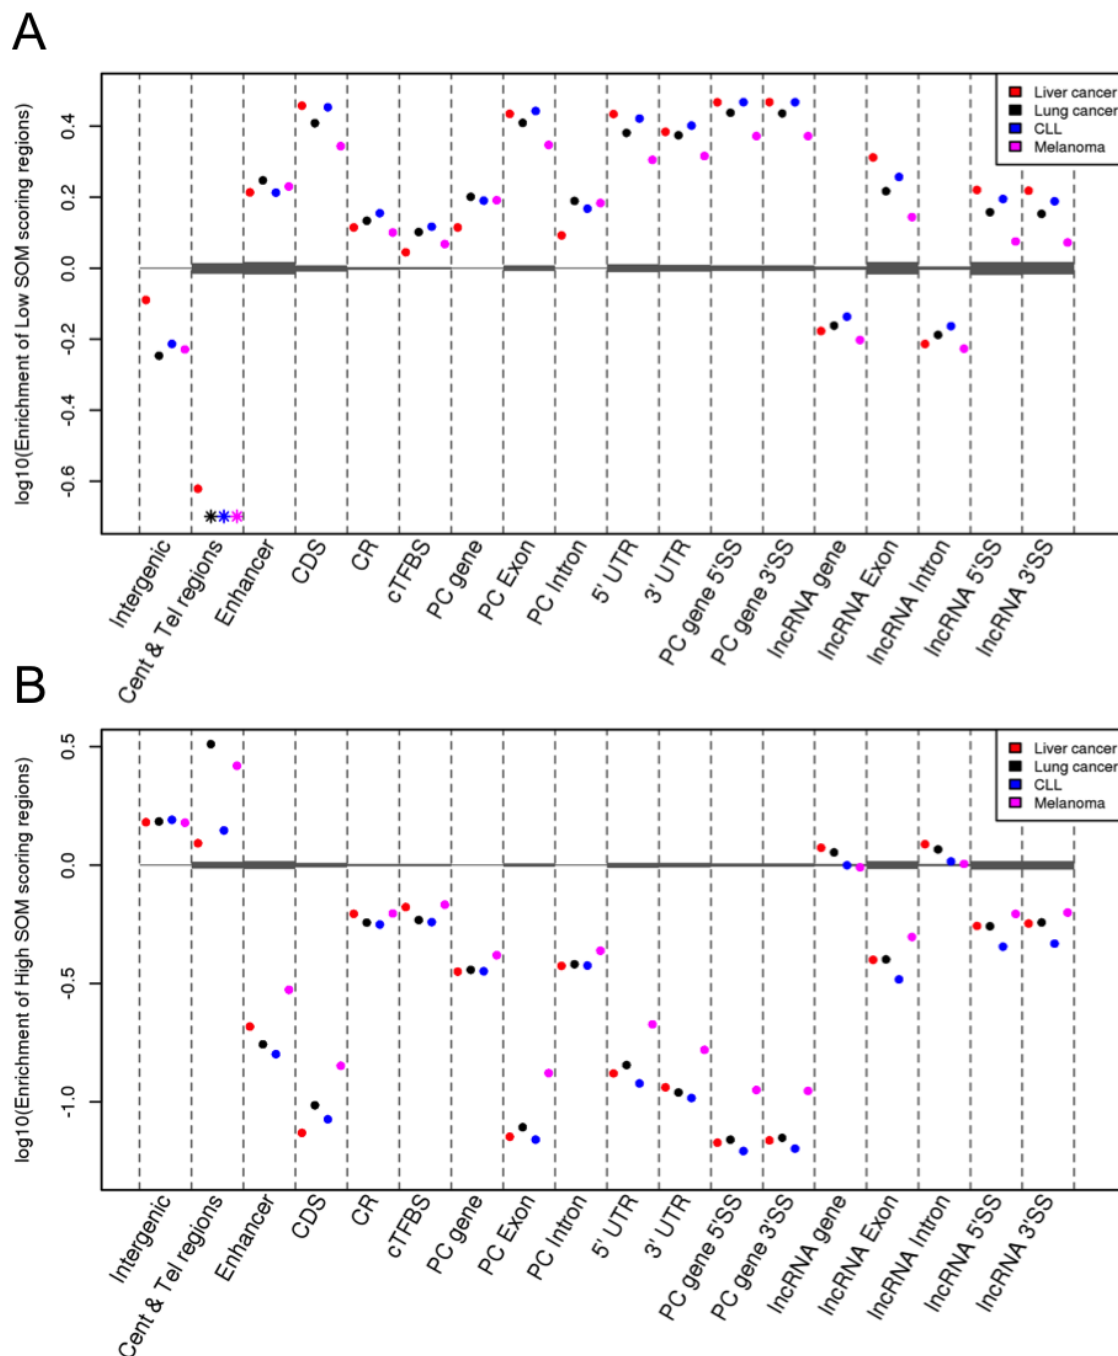 A
log10(Enrichment of Low SOM scoring regions)
0.4
0.2
0.0
-0.2
-0.4
-0.6
Liver cancer
Lung cancer
CLL
Melanoma
Intergenic
Cent & Tel regions
Enhancer
CDS
CR
cTFBS
PC gene
PC Exon
PC Intron
5' UTR
3' UTR
PC gene 5'SS
PC gene 3'SS
lncRNA gene
lncRNA Exon
lncRNA Intron
lncRNA 5'SS
lncRNA 3'SS
B
log10(Enrichment of High SOM scoring regions)
0.5
0.0
-0.5
-1.0
Liver cancer
Lung cancer
CLL
Melanoma
Intergenic
Cent & Tel regions
Enhancer
CDS
CR
cTFBS
PC gene
PC Exon
PC Intron
5' UTR
3' UTR
PC gene 5'SS
PC gene 3'SS
lncRNA gene
lncRNA Exon
lncRNA Intron
lncRNA 5'SS
lncRNA 3'SS